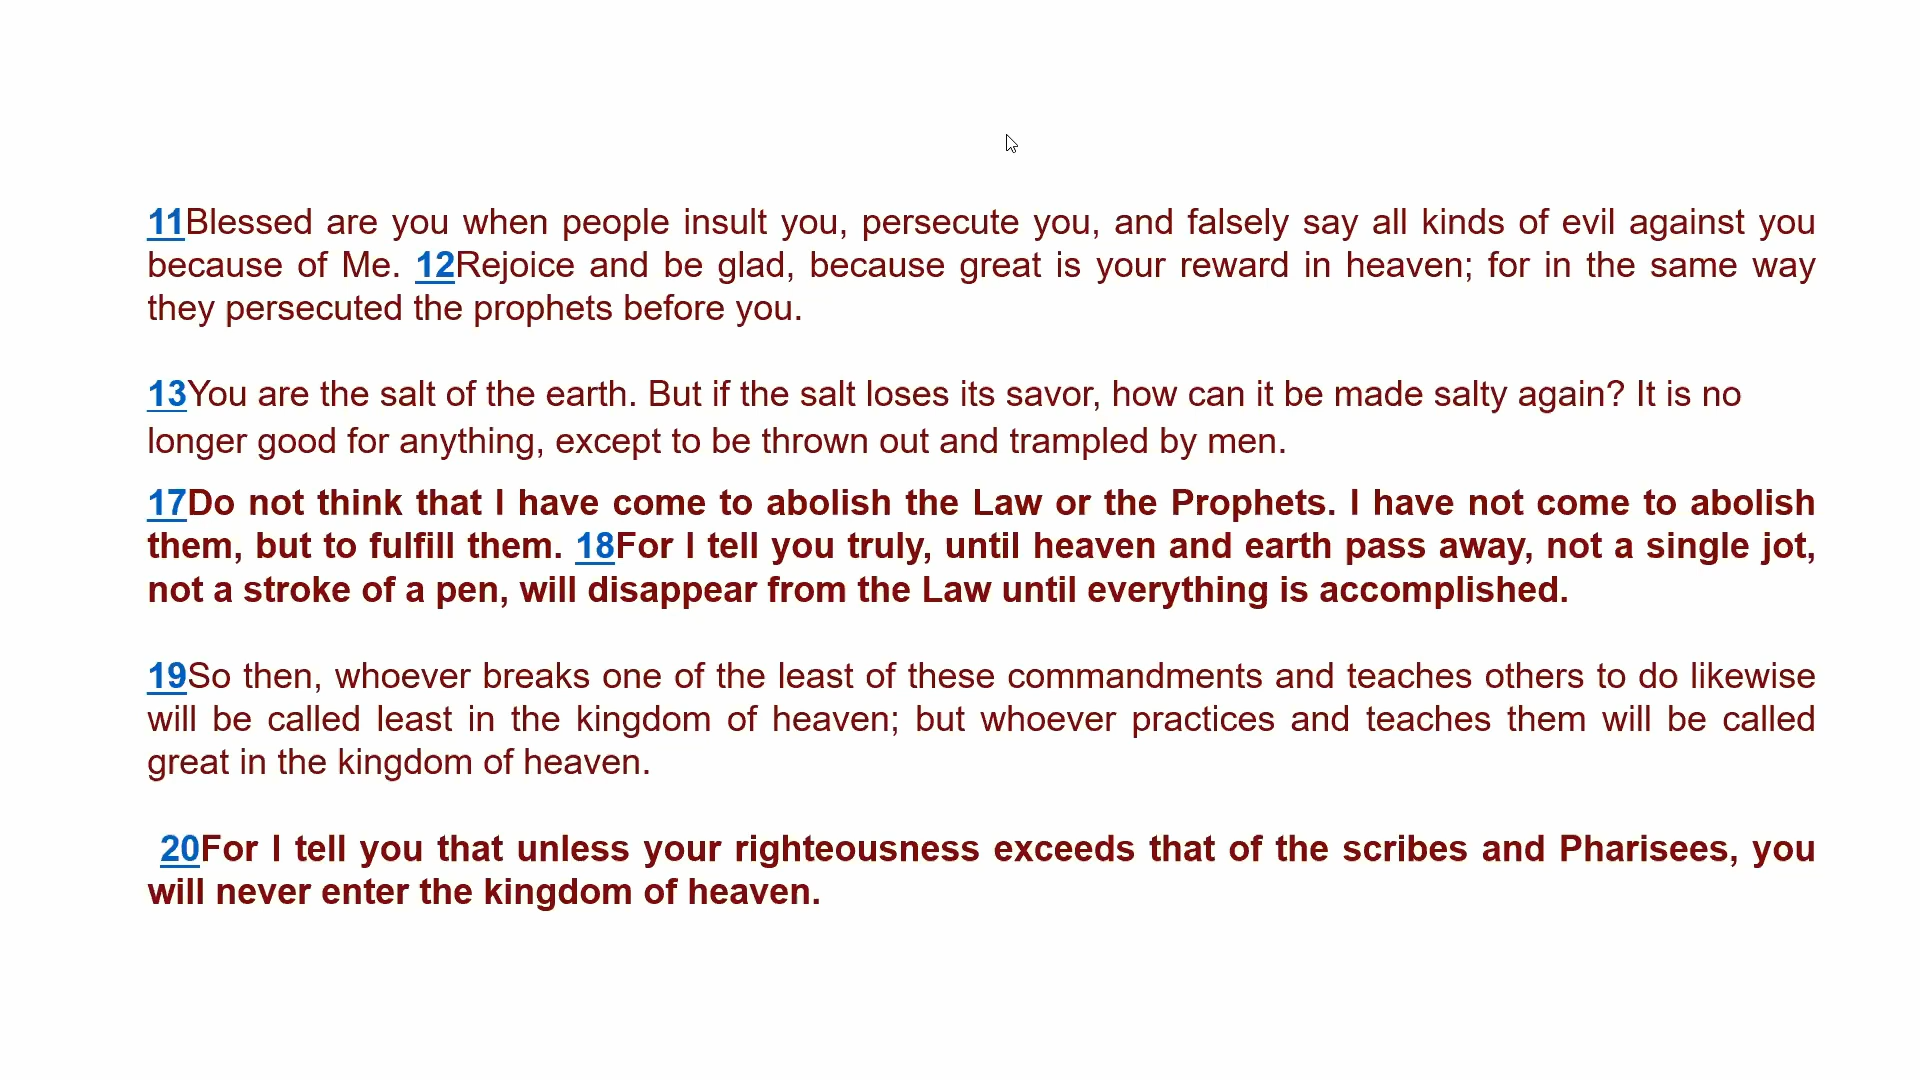 11Blessed are you when people insult you, persecute you, and falsely say all kinds of evil against you
because of Me. 12Rejoice and be glad, because great is your reward in heaven; for in the same way
they persecuted the prophets before you.
13You are the salt of the earth. But if the salt loses its savor, how can it be made salty again? It is no
longer good for anything, except to be thrown out and trampled by men.
17Do not think that I have come to abolish the Law or the Prophets. I have not come to abolish
them, but to fulfill them. 18For I tell you truly, until heaven and earth pass away, not a single jot,
not a stroke of a pen, will disappear from the Law until everything is accomplished.
19So then, whoever breaks one of the least of these commandments and teaches others to do likewise
will be called least in the kingdom of heaven; but whoever practices and teaches them will be called
great in the kingdom of heaven.
20For I tell you that unless your righteousness exceeds that of the scribes and Pharisees, you
will never enter the kingdom of heaven.